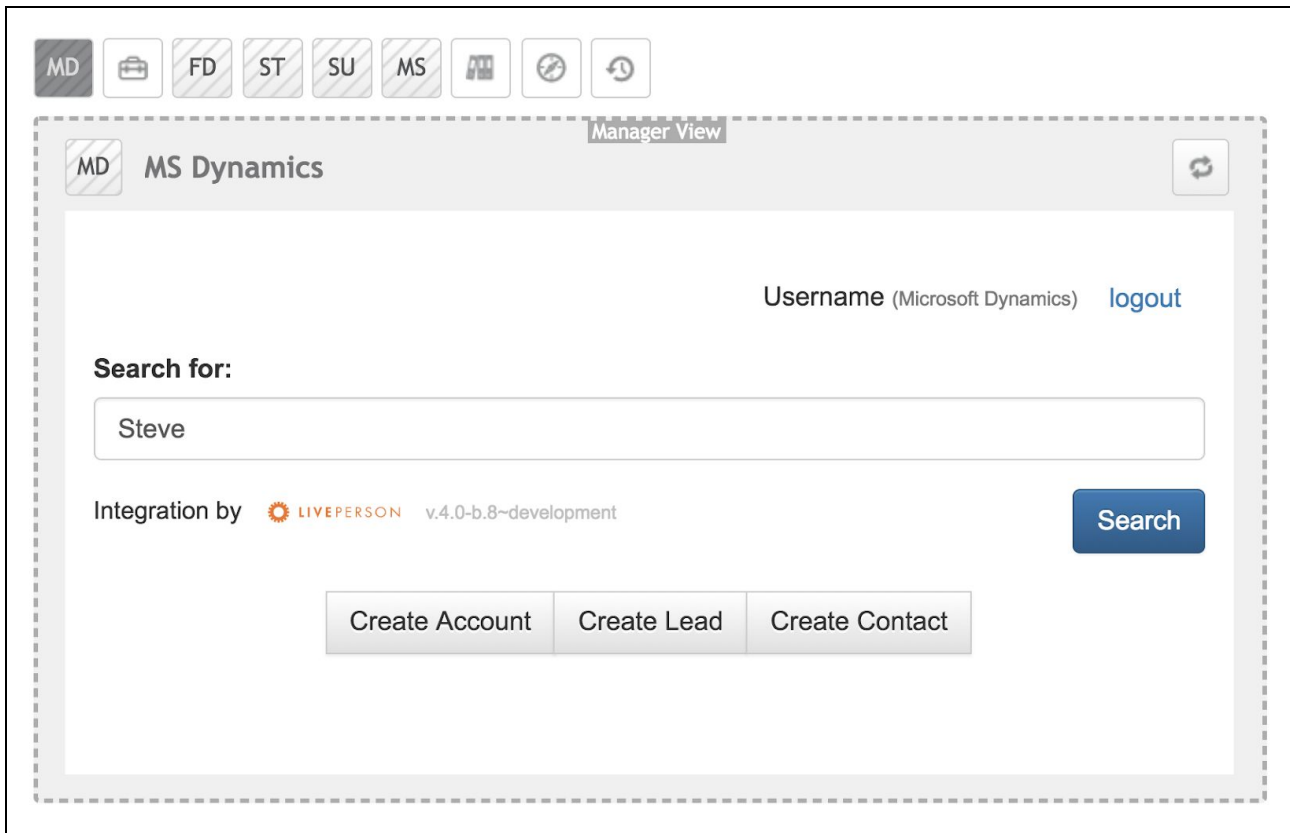 MD FD ST SU MS
Manager View
MD MS Dynamics
Username (Microsoft Dynamics) logout
Search for:
Steve
Integration by LIVEPERSON v.4.0-b.8~development
Search
Create Account Create Lead Create Contact